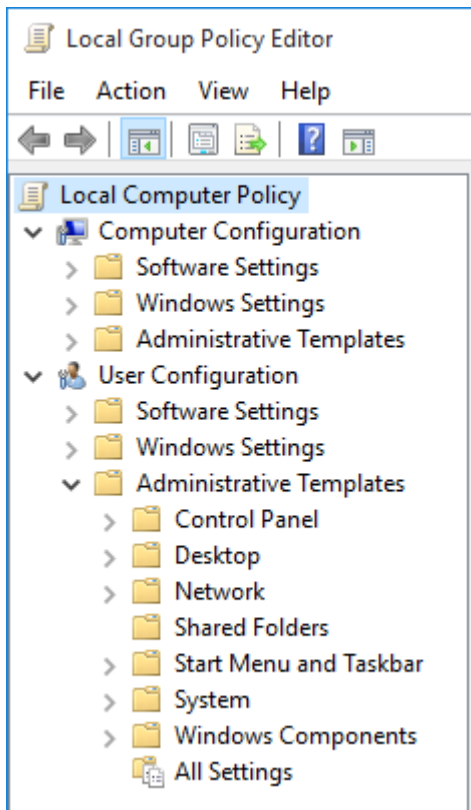 Local Group Policy Editor
File Action View Help
Local Computer Policy
Computer Configuration
Software Settings
Windows Settings
Administrative Templates
User Configuration
Software Settings
Windows Settings
Administrative Templates
Control Panel
Desktop
Network
Shared Folders
Start Menu and Taskbar
System
Windows Components
All Settings